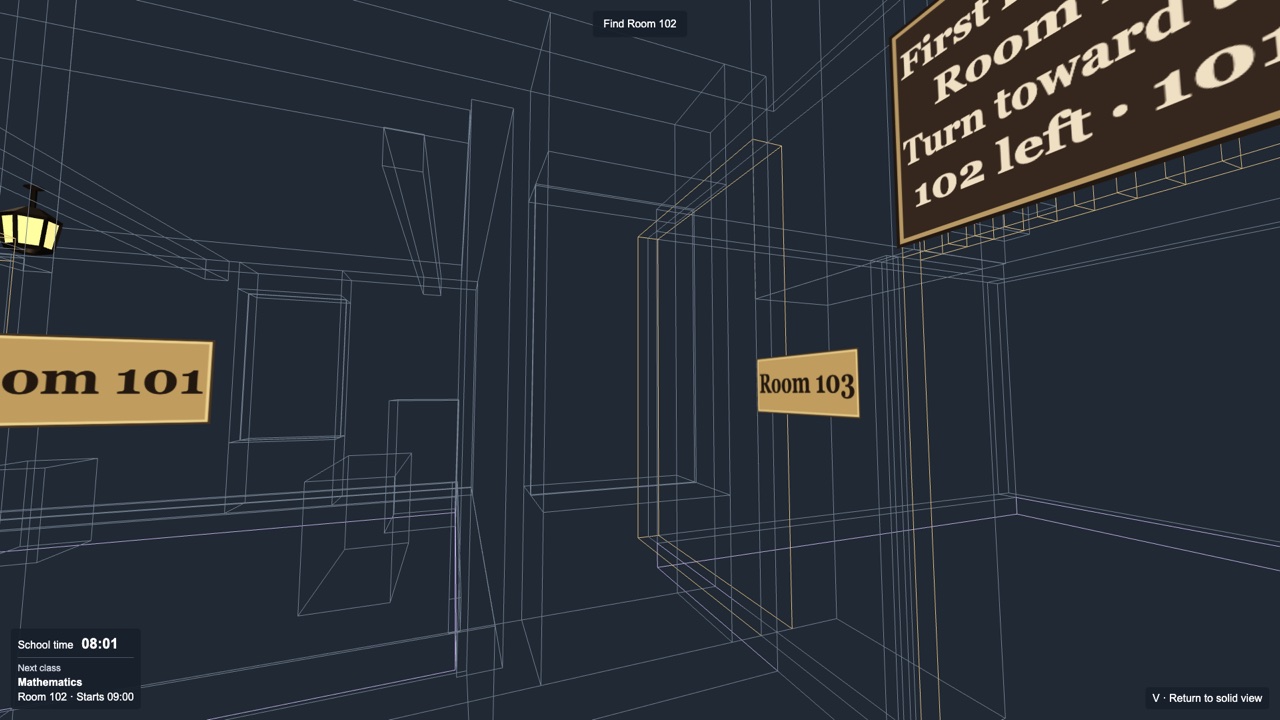 Find Room 102
First
Room
Turn toward
102 left • 101
om 101
Room 103
School time 08:01
Next class
Mathematics
Room 102 · Starts 09:00
V · Return to solid view